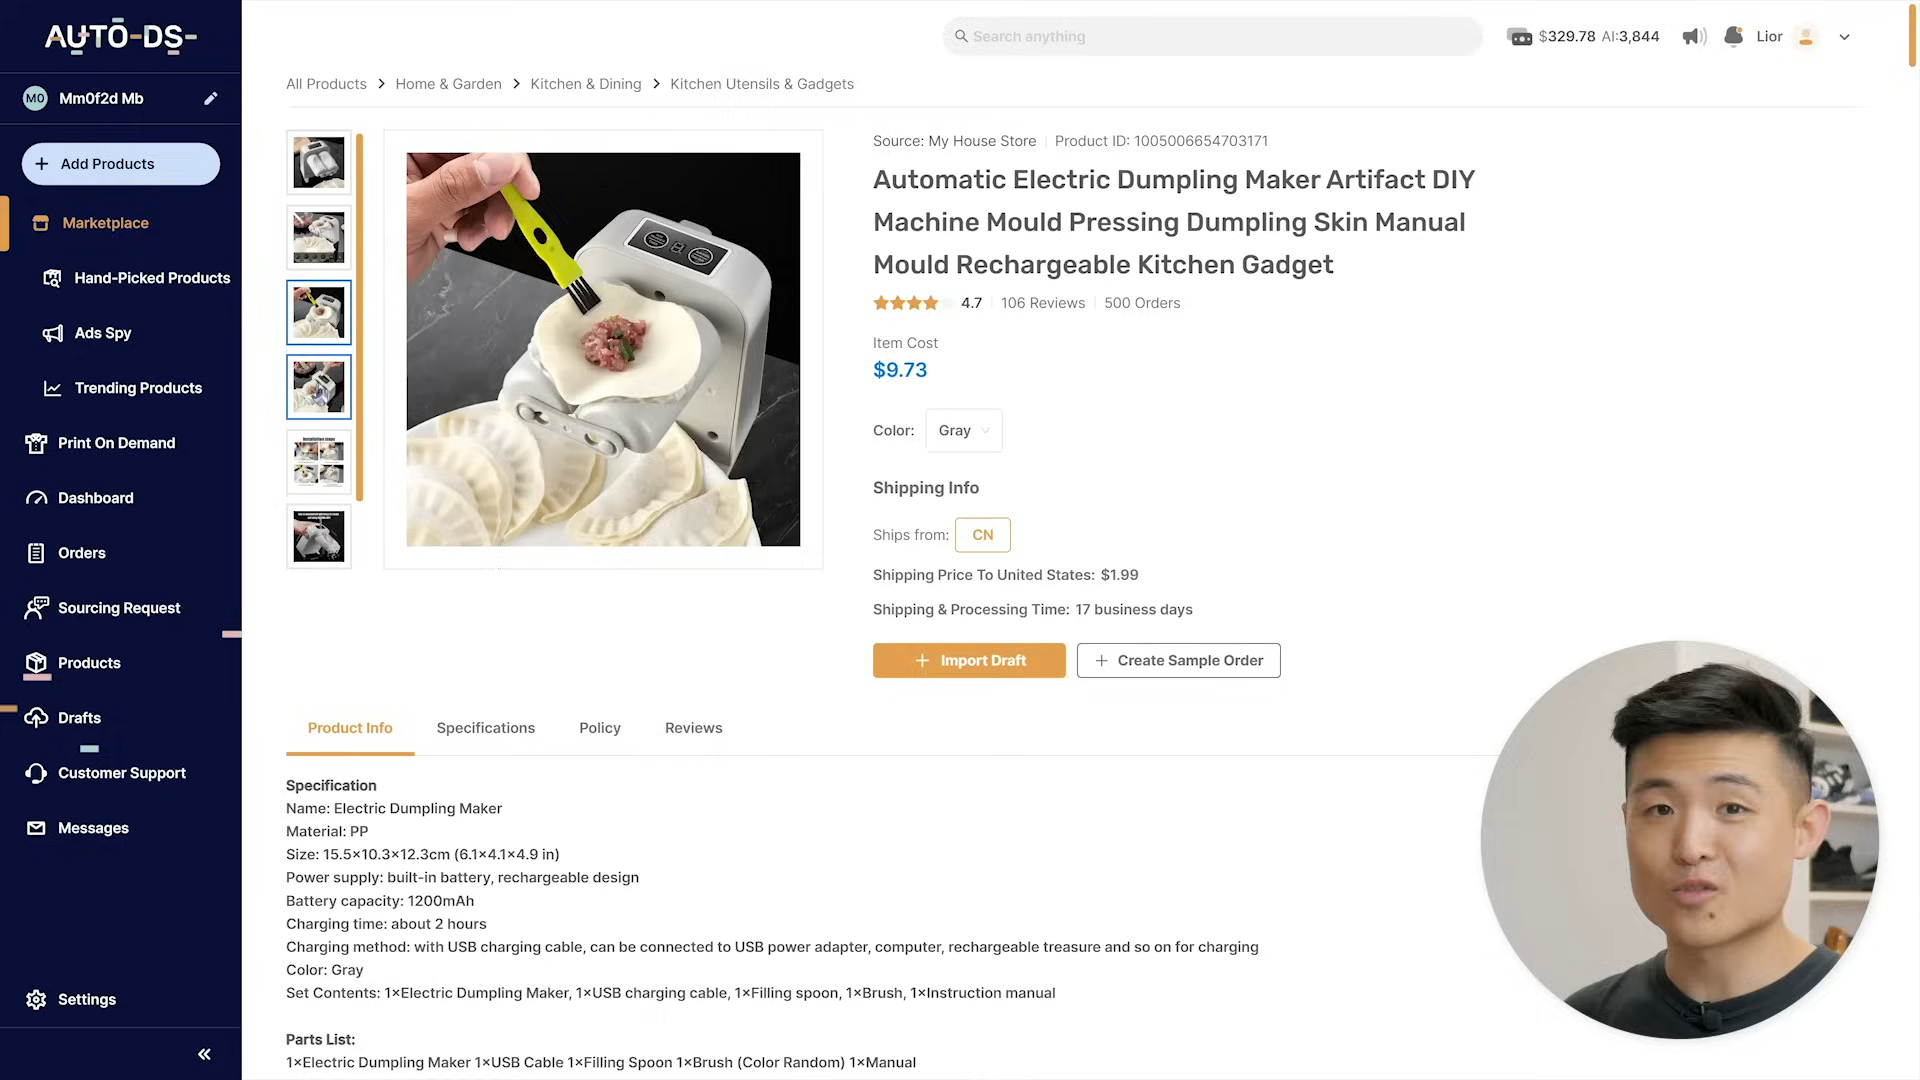 AUTO-DS-
MO Mm0f2d Mb
+ Add Products
Marketplace
Hand-Picked Products
Ads Spy
Trending Products
Print On Demand
Dashboard
Orders
Sourcing Request
Products
Drafts
Customer Support
Messages
Settings
Search anything
$329.78 AI:3,844
Lior
All Products > Home & Garden > Kitchen & Dining > Kitchen Utensils & Gadgets
Source: My House Store | Product ID: 1005006654703171
Automatic Electric Dumpling Maker Artifact DIY
Machine Mould Pressing Dumpling Skin Manual
Mould Rechargeable Kitchen Gadget
4.7 | 106 Reviews | 500 Orders
Item Cost
$9.73
Color: Gray
Shipping Info
Ships from: CN
Shipping Price To United States: $1.99
Shipping & Processing Time: 17 business days
+ Import Draft
+ Create Sample Order
Product Info
Specifications
Policy
Reviews
Specification
Name: Electric Dumpling Maker
Material: PP
Size: 15.5×10.3×12.3cm (6.1×4.1×4.9 in)
Power supply: built-in battery, rechargeable design
Battery capacity: 1200mAh
Charging time: about 2 hours
Charging method: with USB charging cable, can be connected to USB power adapter, computer, rechargeable treasure and so on for charging
Color: Gray
Set Contents: 1×Electric Dumpling Maker, 1×USB charging cable, 1×Filling spoon, 1×Brush, 1×Instruction manual
Parts List:
1×Electric Dumpling Maker 1×USB Cable 1×Filling Spoon 1×Brush (Color Random) 1×Manual